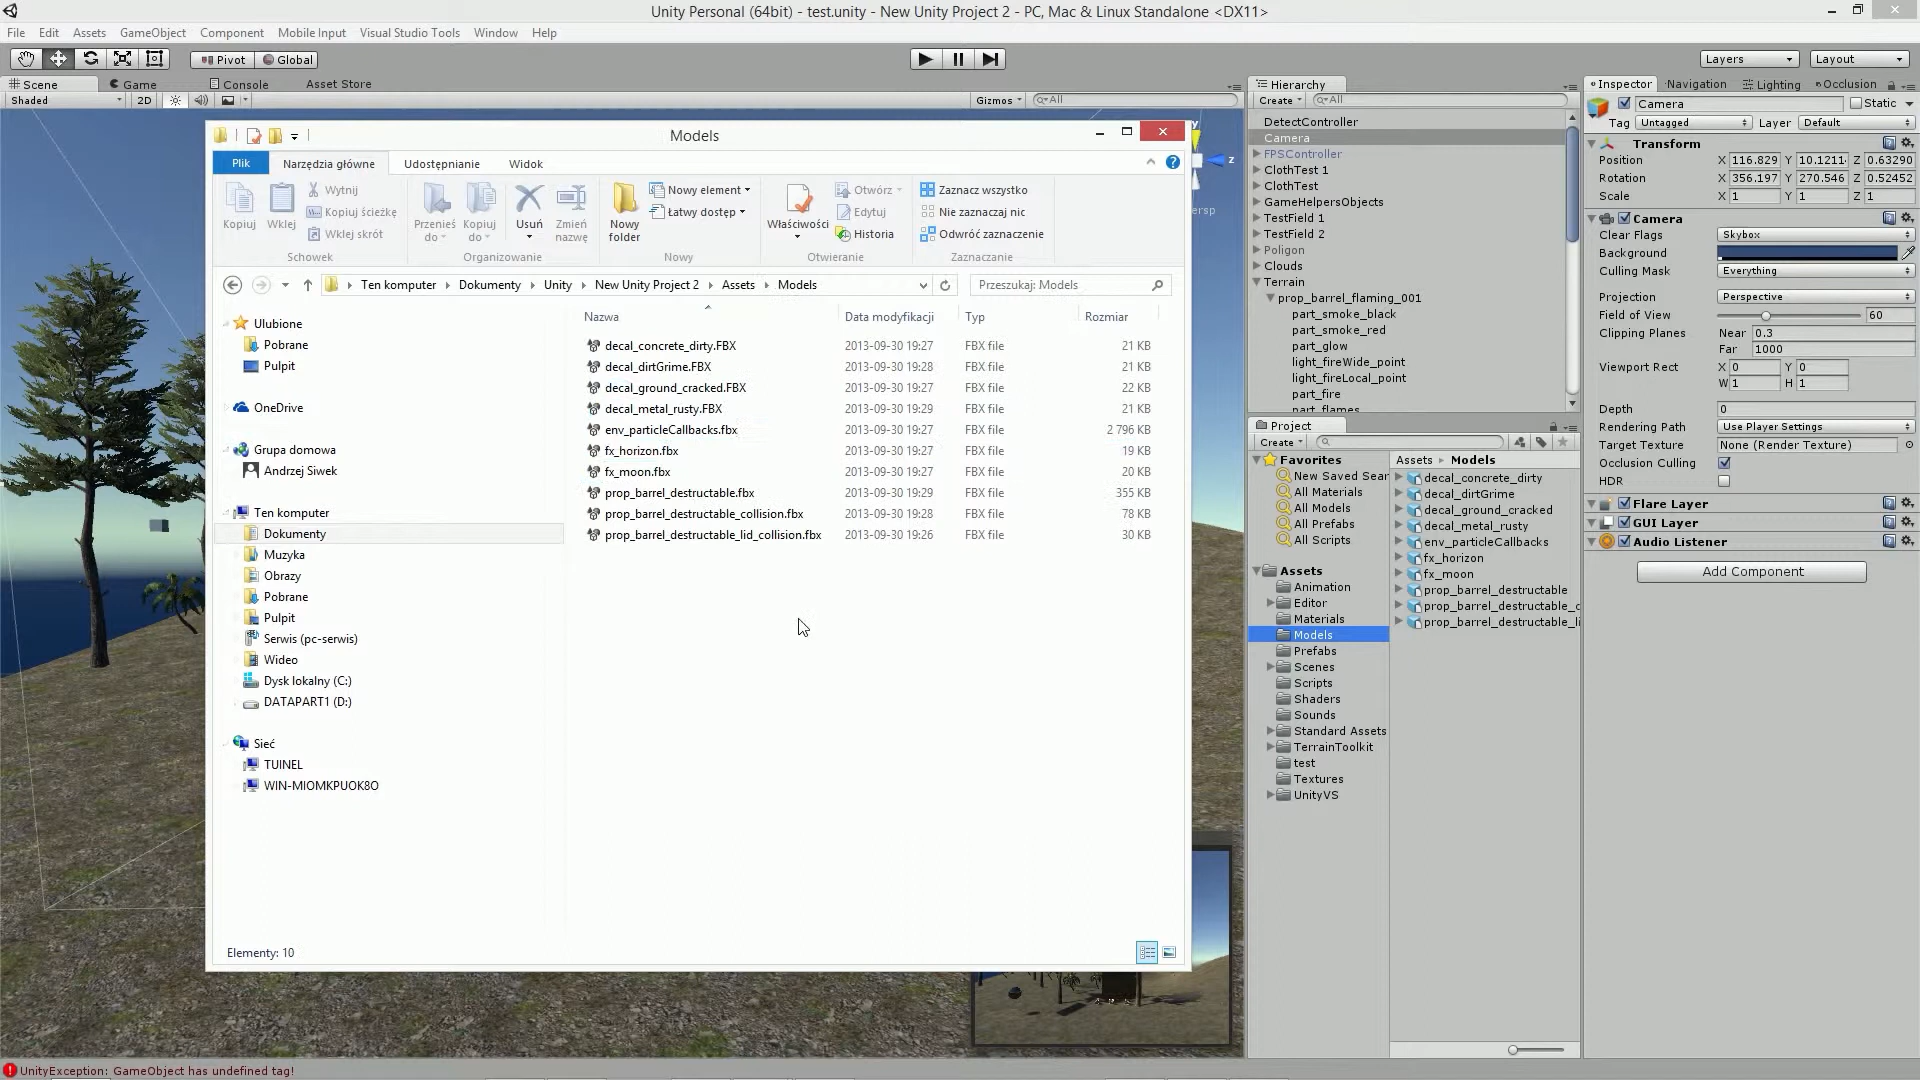 Unity Personal (64bit) - test.unity - New Unity Project 2 - PC, Mac & Linux Standalone <DX11>
File Edit Assets GameObject Component Mobile Input Visual Studio Tools Window Help
Pivot Global Layers Layout
Scene Game Console Asset Store
Shaded 2D Gizmos All
Models
Plik Narzędzia główne Udostępnianie Widok
Kopiuj Wklej Wytnij Kopiuj ścieżkę Wklej skrót
Schowek
Przenieś do Kopiuj do Usuń Zmień nazwę
Organizowanie
Nowy folder Nowy element Łatwy dostęp
Nowy
Właściwości Otwórz Edytuj Historia
Otwieranie
Zaznacz wszystko
Nie zaznaczaj nic
Odwróć zaznaczenie
Zaznaczanie
Ten komputer Dokumenty Unity New Unity Project 2 Assets Models Przeszukaj: Models
Ulubione
Pobrane
Pulpit
OneDrive
Grupa domowa
Andrzej Siwek
Ten komputer
Dokumenty
Muzyka
Obrazy
Pobrane
Pulpit
Serwis (pc-serwis)
Wideo
Dysk lokalny (C:)
DATAPART1 (D:)
Sieć
TUINEL
WIN-MIOMKPUOK8O
Nazwa Data modyfikacji Typ Rozmiar
decal_concrete_dirty.FBX 2013-09-30 19:27 FBX file 21 KB
decal_dirtGrime.FBX 2013-09-30 19:28 FBX file 21 KB
decal_ground_cracked.FBX 2013-09-30 19:27 FBX file 22 KB
decal_metal_rusty.FBX 2013-09-30 19:29 FBX file 21 KB
env_particleCallbacks.fbx 2013-09-30 19:27 FBX file 2 796 KB
fx_horizon.fbx 2013-09-30 19:27 FBX file 19 KB
fx_moon.fbx 2013-09-30 19:27 FBX file 20 KB
prop_barrel_destructable.fbx 2013-09-30 19:29 FBX file 355 KB
prop_barrel_destructable_collision.fbx 2013-09-30 19:28 FBX file 78 KB
prop_barrel_destructable_lid_collision.fbx 2013-09-30 19:26 FBX file 30 KB
Elementy: 10
y
z
ersp
Hierarchy
Create All
DetectController
Camera
FPSController
ClothTest 1
ClothTest
GameHelpersObjects
TestField 1
TestField 2
Poligon
Clouds
Terrain
prop_barrel_flaming_001
part_smoke_black
part_smoke_red
part_glow
light_fireWide_point
light_fireLocal_point
part_fire
part_flames
Project
Create
Favorites
New Saved Sear
All Materials
All Models
All Prefabs
All Scripts
Assets
Animation
Editor
Materials
Models
Prefabs
Scenes
Scripts
Shaders
Sounds
Standard Assets
TerrainToolkit
test
Textures
UnityVS
Assets Models
decal_concrete_dirty
decal_dirtGrime
decal_ground_cracked
decal_metal_rusty
env_particleCallbacks
fx_horizon
fx_moon
prop_barrel_destructable
prop_barrel_destructable_c
prop_barrel_destructable_li
Inspector Navigation Lighting Occlusion
Camera Static
Tag Untagged Layer Default
Transform
Position X 116.829 Y 10.1211 Z 0.63290
Rotation X 356.197 Y 270.546 Z 0.52452
Scale X 1 Y 1 Z 1
Camera
Clear Flags Skybox
Background
Culling Mask Everything
Projection Perspective
Field of View 60
Clipping Planes Near 0.3
Far 1000
Viewport Rect X 0 Y 0
W 1 H 1
Depth 0
Rendering Path Use Player Settings
Target Texture None (Render Texture)
Occlusion Culling
HDR
Flare Layer
GUI Layer
Audio Listener
Add Component
UnityException: GameObject has undefined tag!